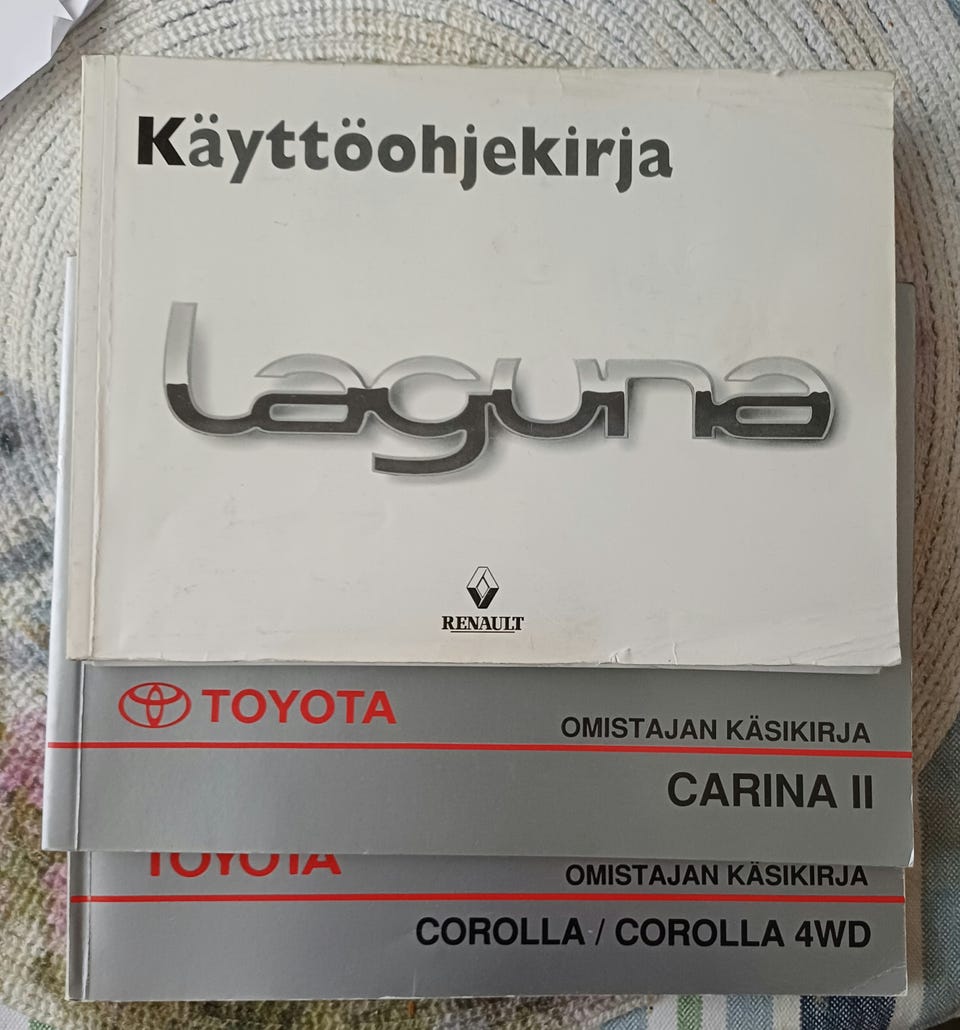 Käyttöohjekirja
laguna
RENAULT
TOYOTA
OMISTAJAN KÄSIKIRJA
CARINA II
TOYOTA
OMISTAJAN KÄSIKIRJA
COROLLA / COROLLA 4WD